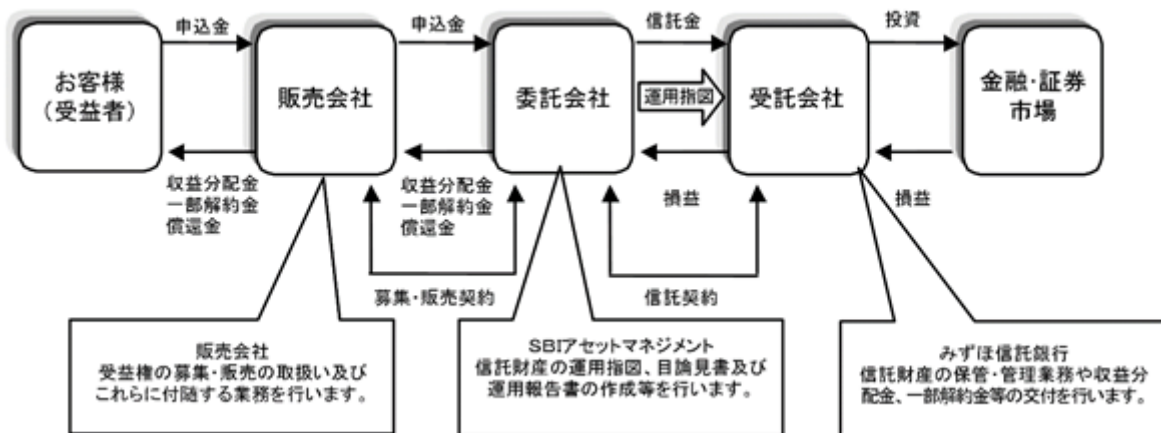 申込金
申込金
信託金
投資
お客様
(受益者)
販売会社
委託会社
運用指図
受託会社
金融・証券
市場
収益分配金
一部解約金
償還金
収益分配金
一部解約金
償還金
損益
損益
募集・販売契約
信託契約
販売会社
受益権の募集・販売の取扱い及び
これらに付随する業務を行います。
SBIアセットマネジメント
信託財産の運用指図、目論見書及び
運用報告書の作成等を行います。
みずほ信託銀行
信託財産の保管・管理業務や収益分
配金、一部解約金等の交付を行います。